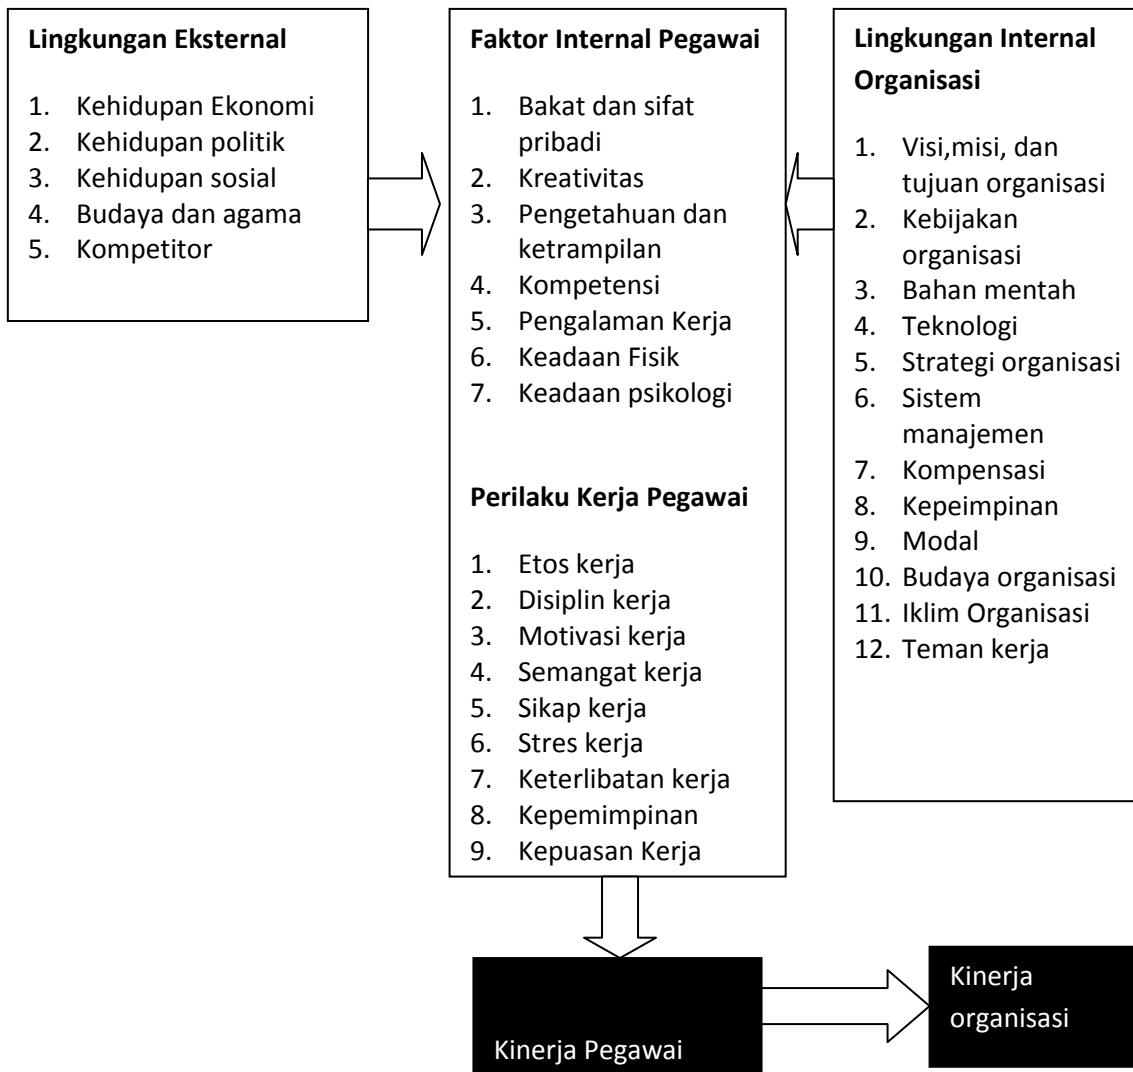 Lingkungan Eksternal
1. Kehidupan Ekonomi
2. Kehidupan politik
3. Kehidupan sosial
4. Budaya dan agama
5. Kompetitor
Faktor Internal Pegawai
1. Bakat dan sifat
pribadi
2. Kreativitas
3. Pengetahuan dan
ketrampilan
4. Kompetensi
5. Pengalaman Kerja
6. Keadaan Fisik
7. Keadaan psikologi
Perilaku Kerja Pegawai
1. Etos kerja
2. Disiplin kerja
3. Motivasi kerja
4. Semangat kerja
5. Sikap kerja
6. Stres kerja
7. Keterlibatan kerja
8. Kepemimpinan
9. Kepuasan Kerja
Lingkungan Internal
Organisasi
1. Visi,misi, dan
tujuan organisasi
2. Kebijakan
organisasi
3. Bahan mentah
4. Teknologi
5. Strategi organisasi
6. Sistem
manajemen
7. Kompensasi
8. Kepeimpinan
9. Modal
10. Budaya organisasi
11. Iklim Organisasi
12. Teman kerja
Kinerja Pegawai
Kinerja
organisasi